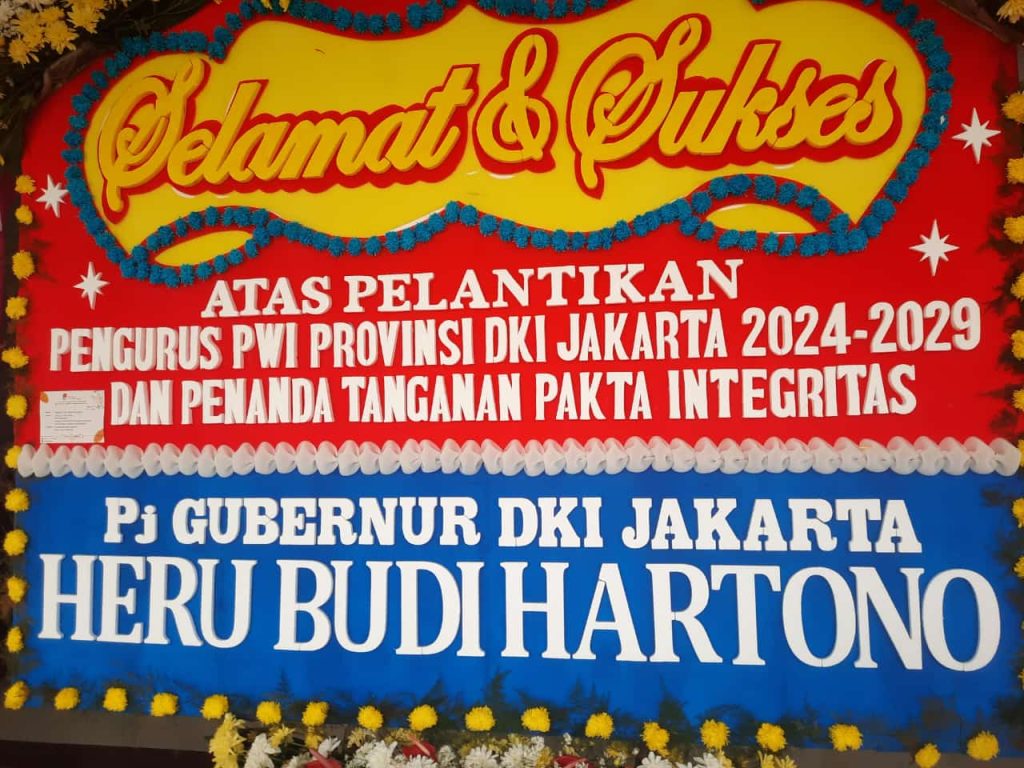 Selamat & Sukses
ATAS PELANTIKAN
PENGURUS PWI PROVINSI DKI JAKARTA 2024-2029
DAN PENANDA TANGANAN PAKTA INTEGRITAS
Pj GUBERNUR DKI JAKARTA
HERU BUDI HARTONO